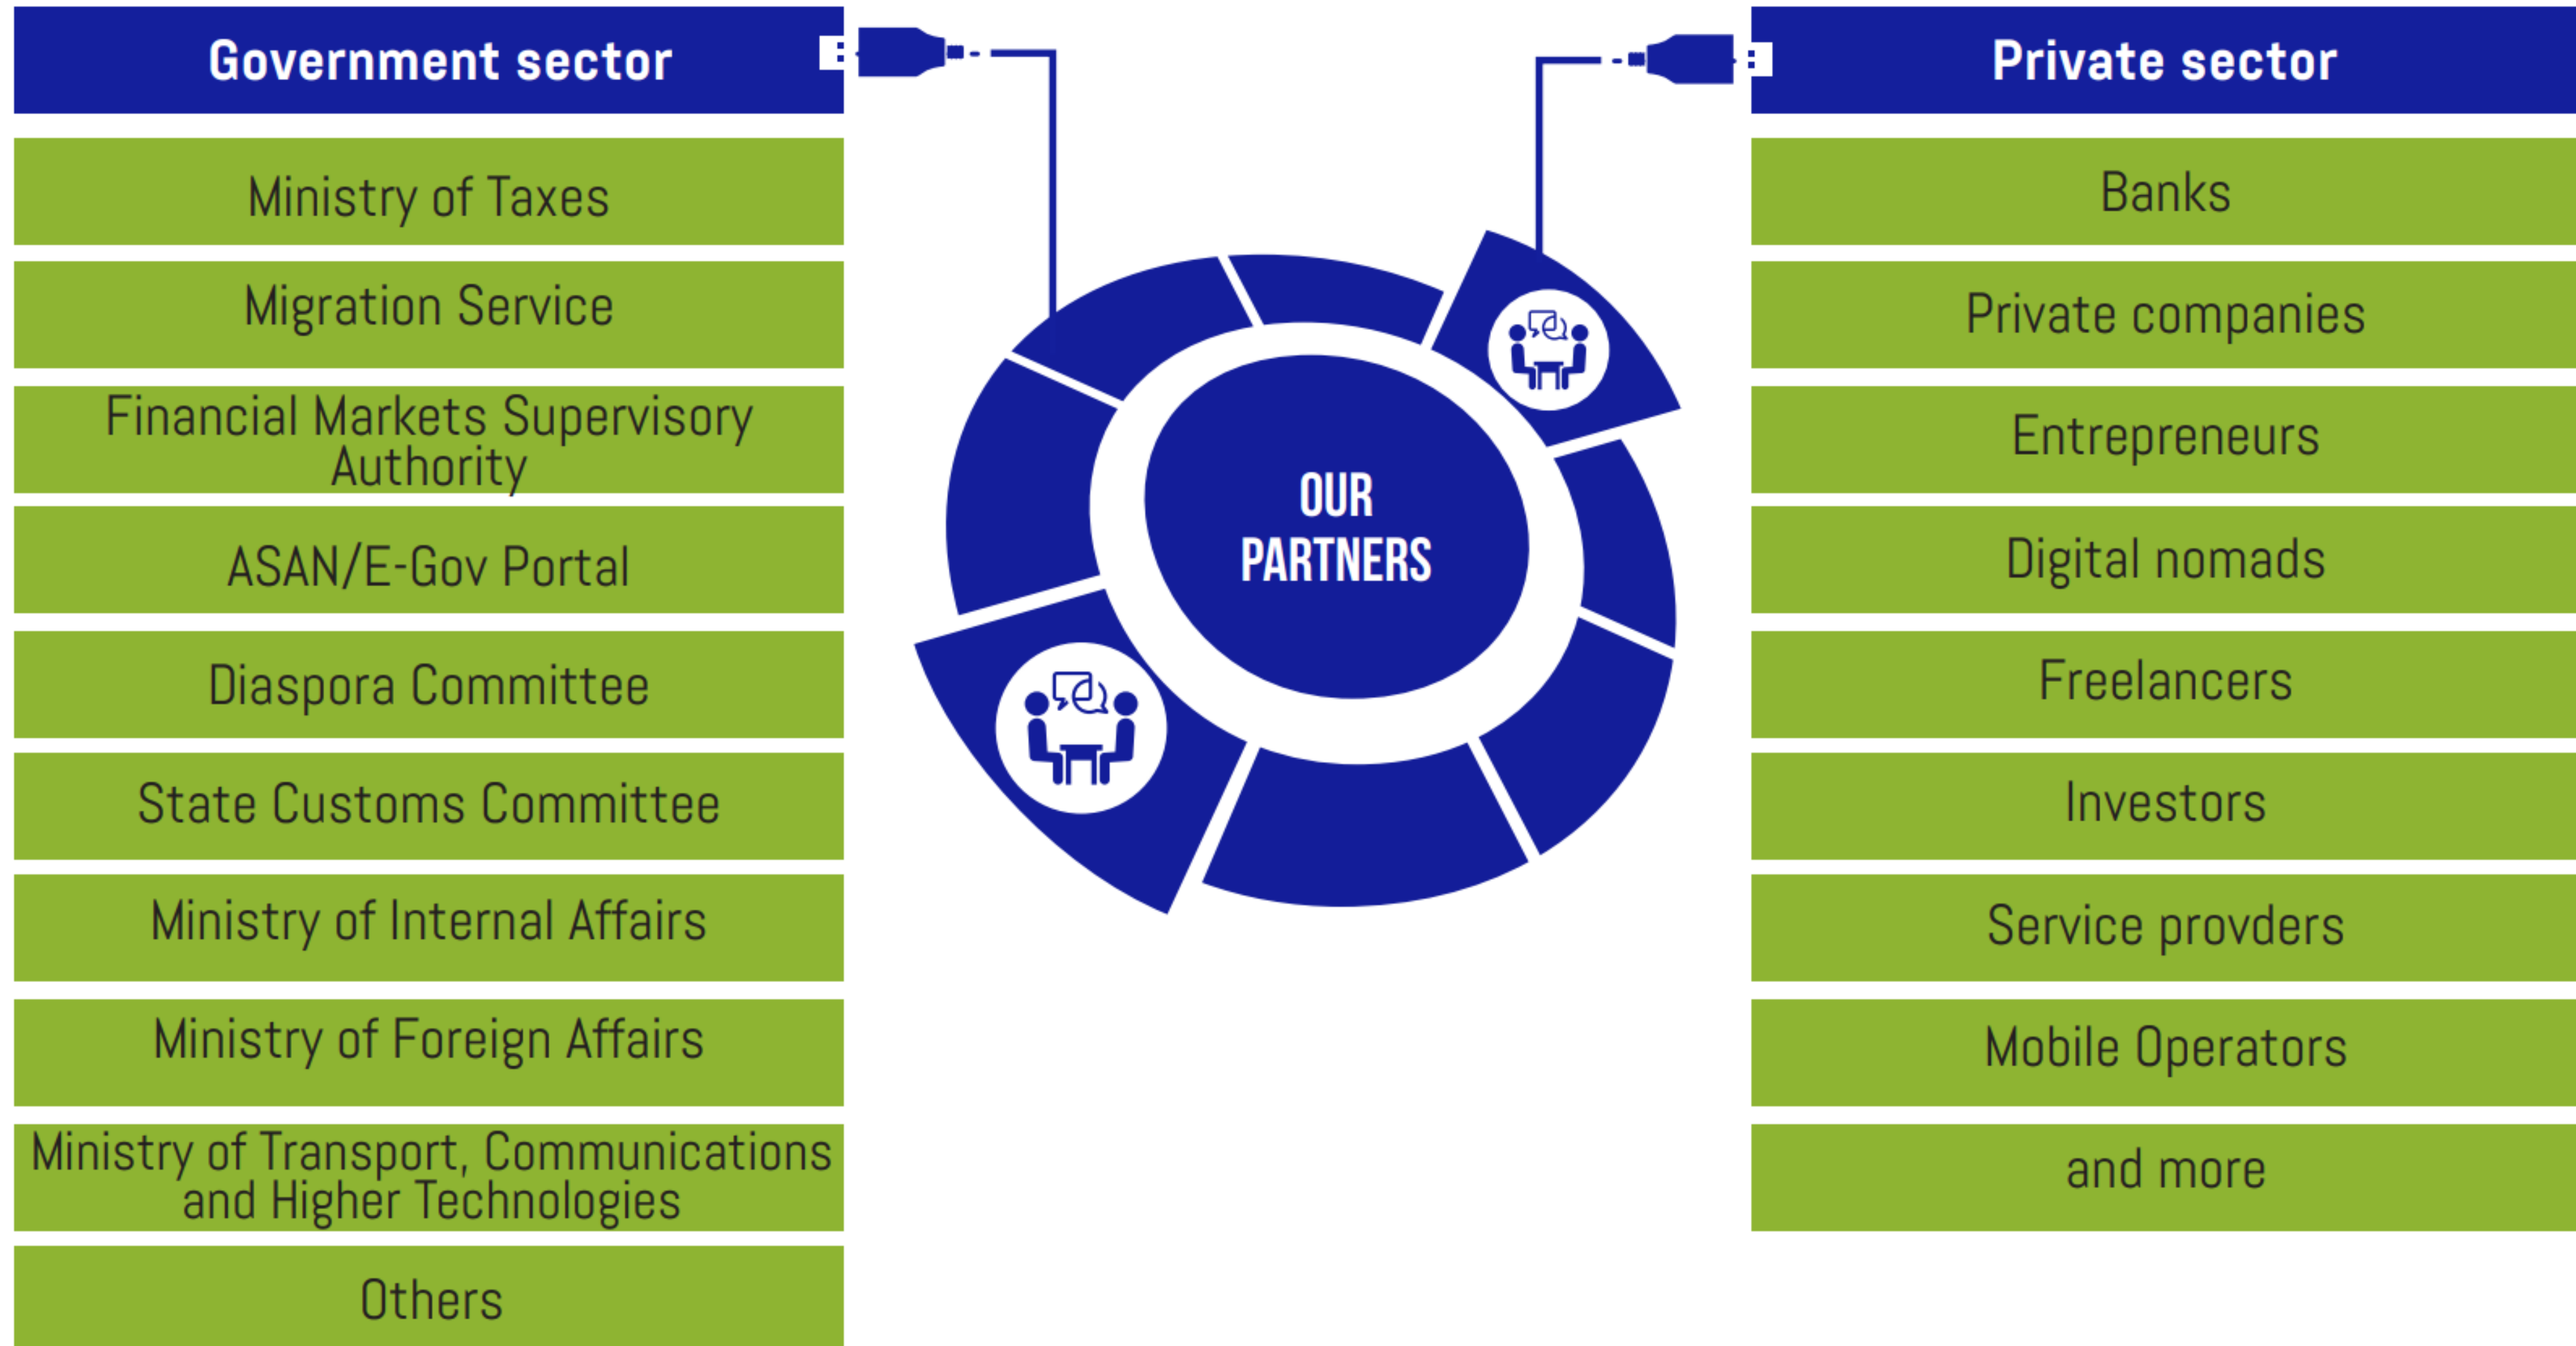 Government sector
Ministry of Taxes
Migration Service
Financial Markets Supervisory
Authority
ASAN/E-Gov Portal
Diaspora Committee
State Customs Committee
Ministry of Internal Affairs
Ministry of Foreign Affairs
Ministry of Transport, Communications
and Higher Technologies
Others
OUR
PARTNERS
Private sector
Banks
Private companies
Entrepreneurs
Digital nomads
Freelancers
Investors
Service provders
Mobile Operators
and more